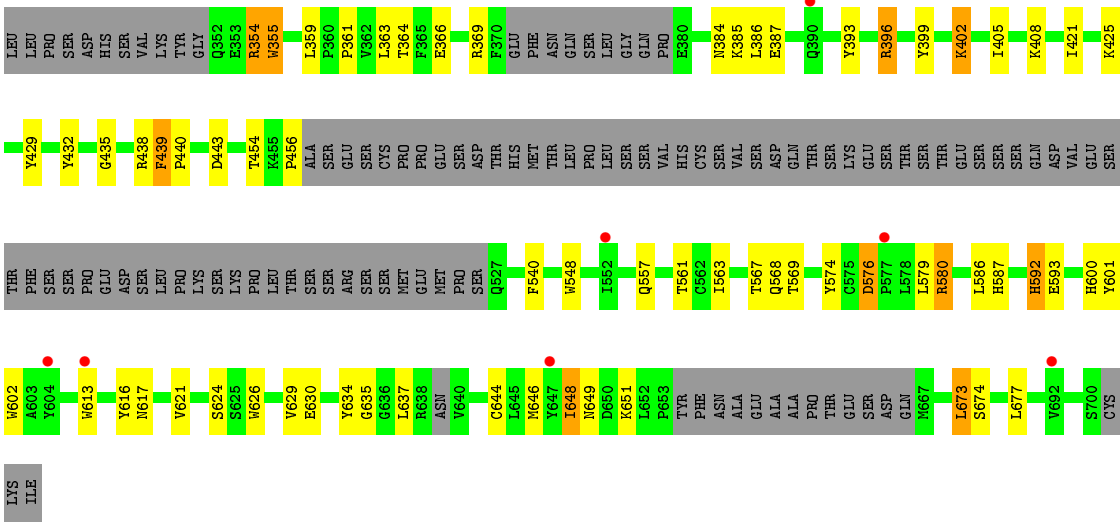 LEU LEU PRO SER ASP HIS SER VAL LYS TYR GLY Q352 E353 R354 W355 L359 P360 P361 V362 L363 T364 F365 E366 R369 F370 GLU PHE ASN GLN SER LEU GLY GLN PRO E380 N384 K385 L386 E387 Q390 Y393 R396 Y399 K402 I405 K408 I421 K425
Y429 Y432 G435 R438 F439 P440 D443 T454 K455 P456 ALA SER GLU SER CYS PRO PRO GLU SER ASP THR HIS MET THR LEU PRO LEU SER SER VAL HIS CYS SER VAL SER ASP GLN THR SER LYS GLU SER THR SER THR GLU SER SER SER GLN ASP VAL GLU SER
THR PHE SER SER PRO GLU ASP SER LEU PRO LYS SER LYS PRO LEU THR SER SER ARG SER SER MET GLU MET PRO SER Q527 F540 W548 I552 Q557 T561 C562 I563 T567 Q568 T569 Y574 C575 D576 P577 L578 L579 R580 L586 H587 H592 E593 H600 Y601
W602 A603 Y604 W613 Y616 N617 V621 S624 S625 W626 V629 E630 Y634 G635 G636 L637 R638 ASN V640 C644 L645 M646 Y647 I648 N649 D650 K651 L652 P653 TYR PHE ASN ALA GLU ALA ALA PRO THR GLU SER ASP GLN M667 L673 S674 L677 V692 S700 CYS
LYS ILE